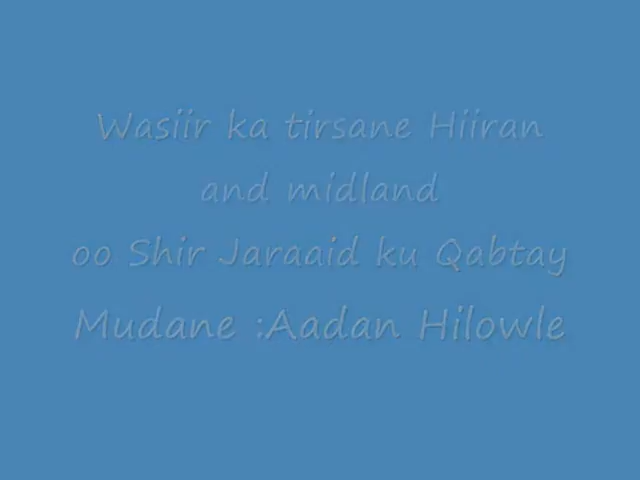 Wasiir ka tirsane Hiiran
and midland
oo Shir Jaraaid ku Qabtay
Mudane :Aadan Hilowle